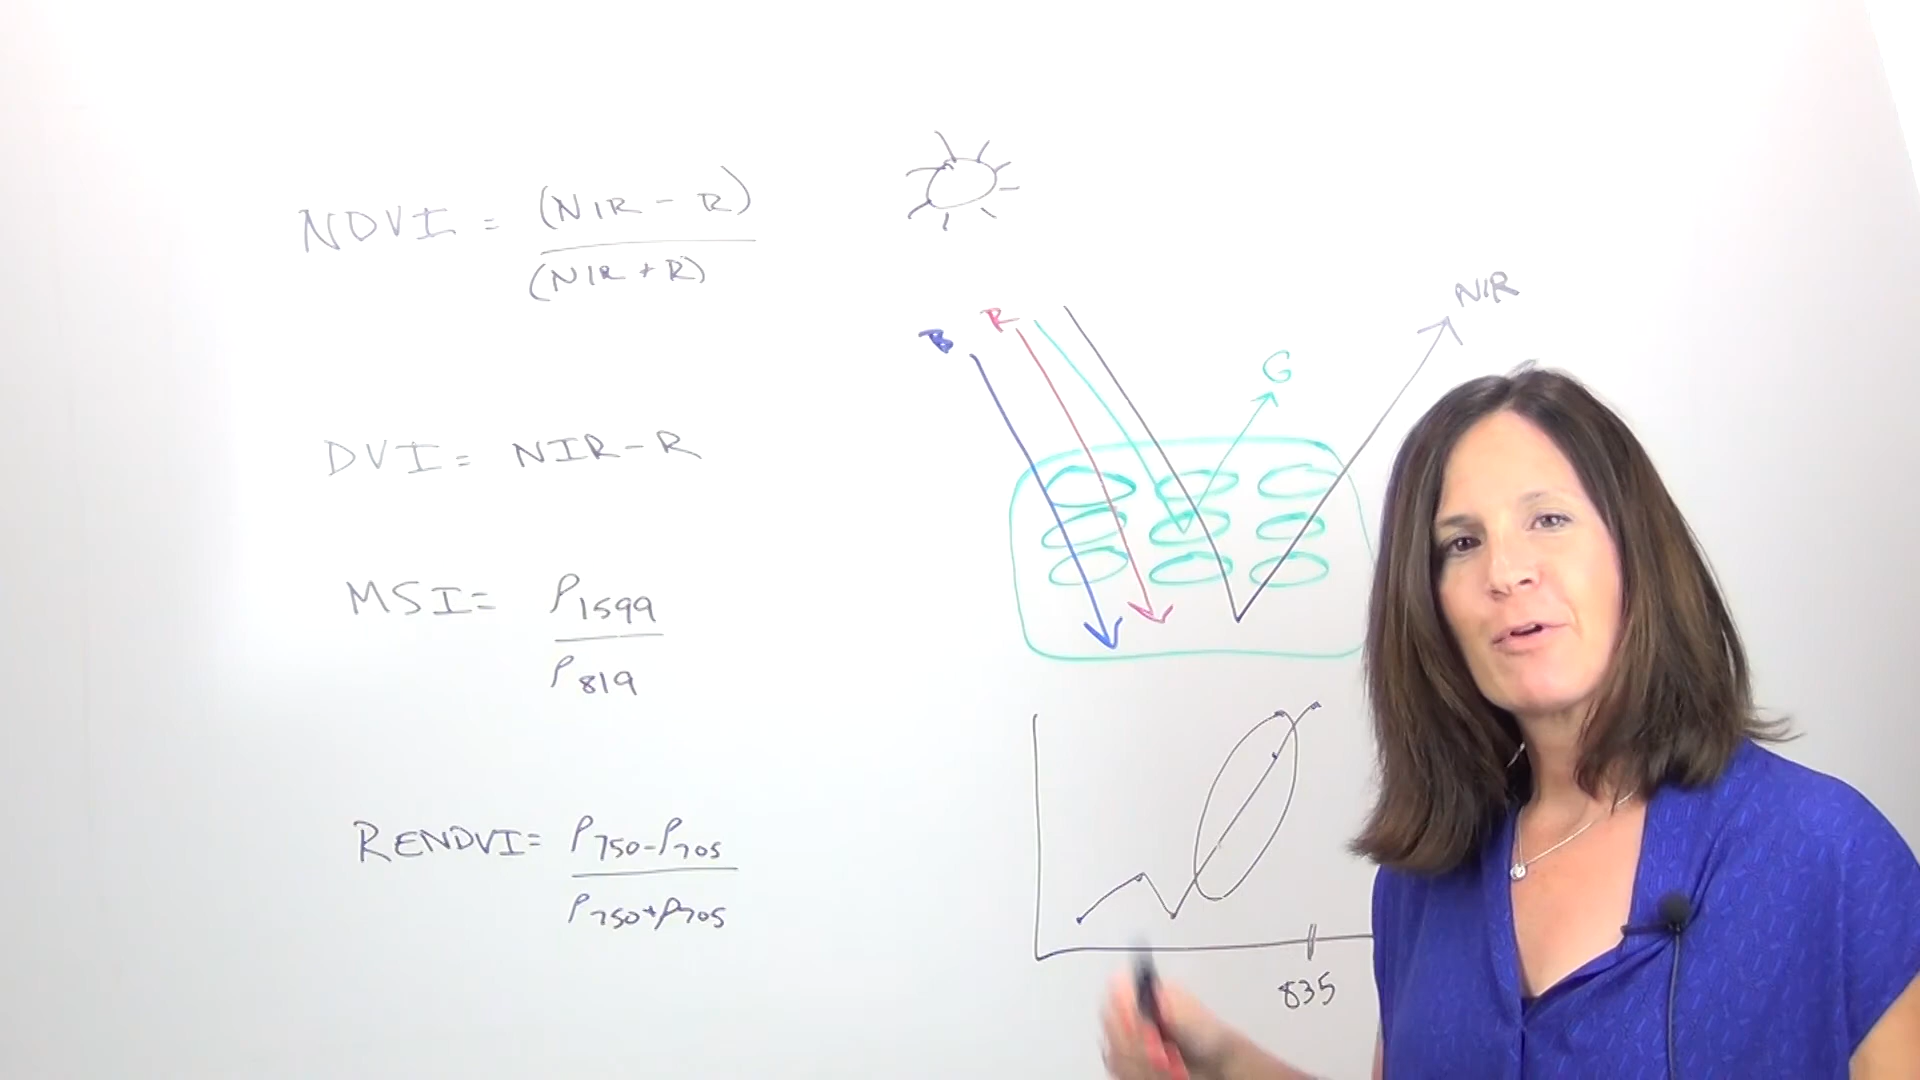 NDVI = (NIR - R)
(NIR + R)
DVI = NIR - R
MSI = ρ1599
ρ819
RENDVI = ρ750 - ρ705
ρ750 + ρ705
B
R
G
NIR
835